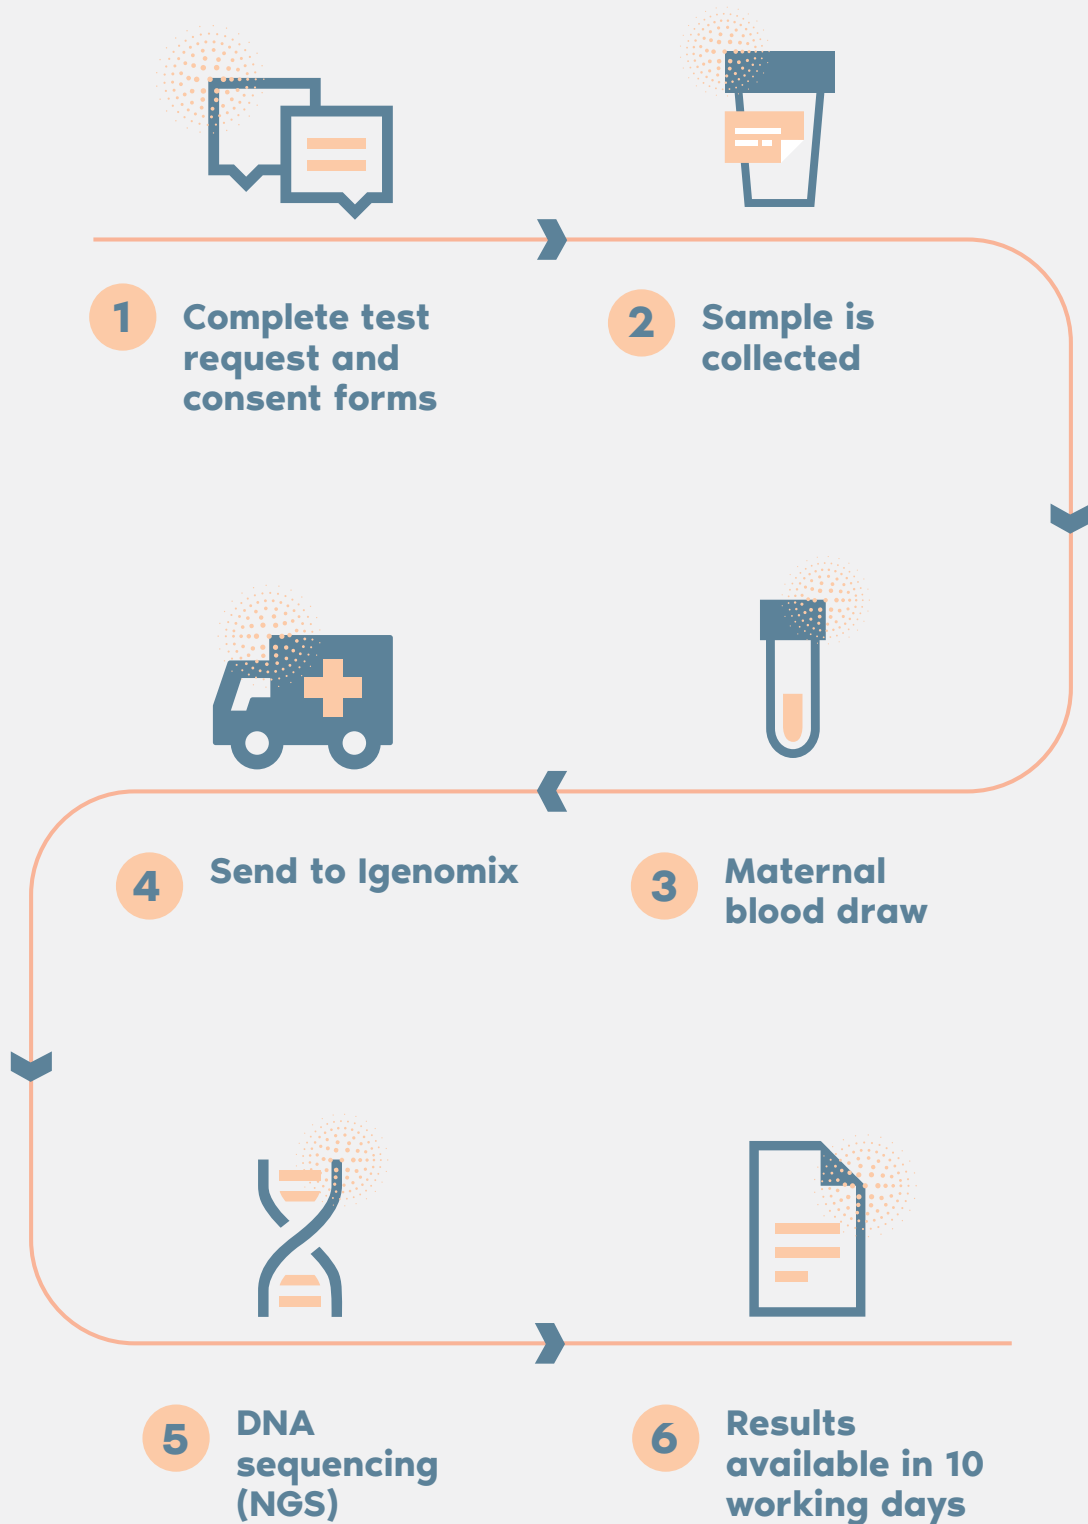 1
Complete test
request and
consent forms
2
Sample is
collected
3
Maternal
blood draw
4
Send to Igenomix
5
DNA
sequencing
(NGS)
6
Results
available in 10
working days